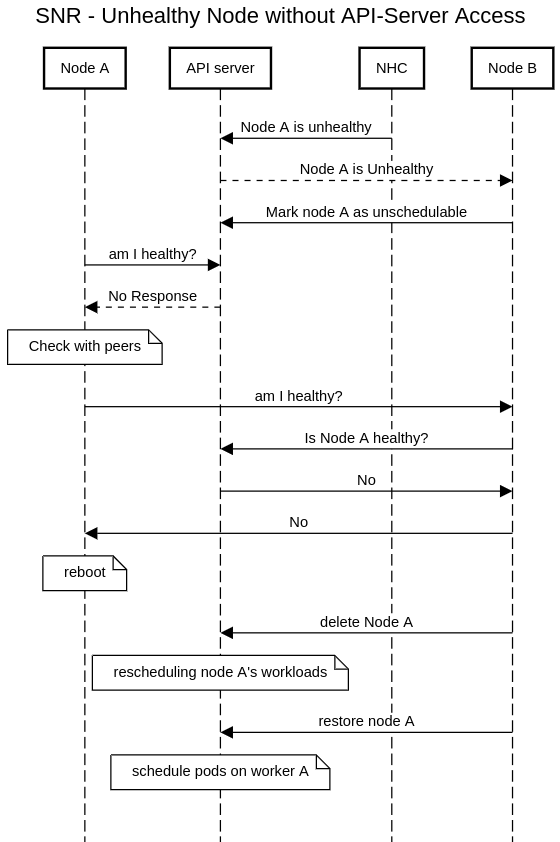 SNR - Unhealthy Node without API-Server Access
Node A
API server
NHC
Node B
Node A is unhealthy
Node A is Unhealthy
Mark node A as unschedulable
am I healthy?
No Response
Check with peers
am I healthy?
Is Node A healthy?
No
No
reboot
delete Node A
rescheduling node A's workloads
restore node A
schedule pods on worker A